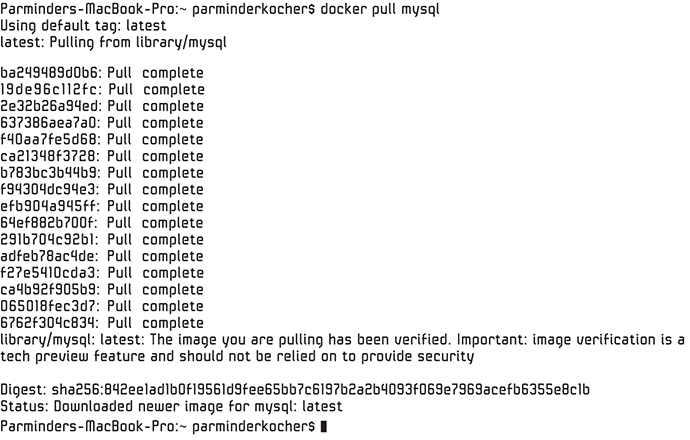 Parminders-MacBook-Pro:~ parminderkocher$ docker pull mysql
Using default tag: latest
latest: Pulling from library/mysql
ba249489d0b6: Pull complete
19de96c112fc: Pull complete
2e32b26a94ed: Pull complete
637386aea7a0: Pull complete
f40aa7fe5d68: Pull complete
ca21348f3728: Pull complete
b783bc3b44b9: Pull complete
f94304dc94e3: Pull complete
efb904a945ff: Pull complete
64ef882b700f: Pull complete
291b704c92b1: Pull complete
adfeb78ac4de: Pull complete
f27e5410cda3: Pull complete
ca4b92f905b9: Pull complete
065018fec3d7: Pull complete
6762f304c834: Pull complete
library/mysql: latest: The image you are pulling has been verified. Important: image verification is a
tech preview feature and should not be relied on to provide security
Digest: sha256:842ee1ad1b0f19561d9fee65bb7c6197b2a2b4093f069e7969acefb6355e8c1b
Status: Downloaded newer image for mysql: latest
Parminders-MacBook-Pro:~ parminderkocher$